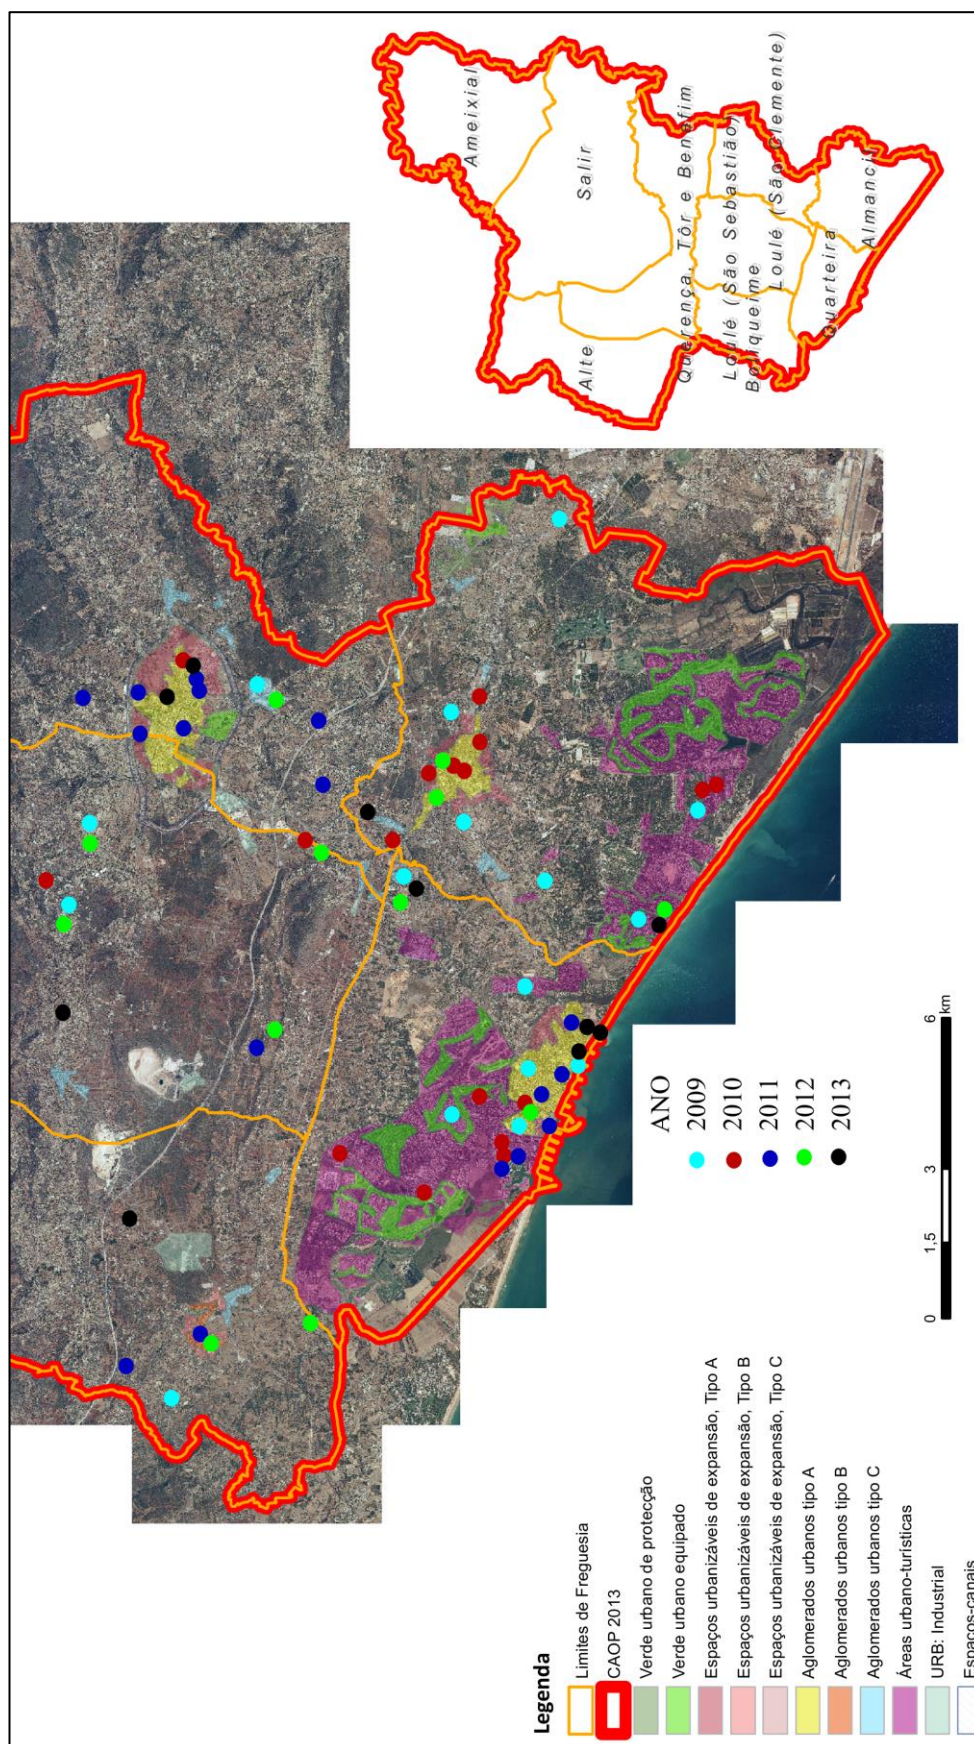 Ameixial
Salir
Alte
Querença, Tôr e Benafim
Loulé (São Sebastião)
Boliqueime
Loulé (São Clemente)
Quarteira
Almancil
ANO
2009
2010
2011
2012
2013
0 1,5 3 6
km
Legenda
Limites de Freguesia
CAOP 2013
Verde urbano de protecção
Verde urbano equipado
Espaços urbanizáveis de expansão, Tipo A
Espaços urbanizáveis de expansão, Tipo B
Espaços urbanizáveis de expansão, Tipo C
Aglomerados urbanos tipo A
Aglomerados urbanos tipo B
Aglomerados urbanos tipo C
Áreas urbano-turísticas
URB: Industrial
Espaços-canais